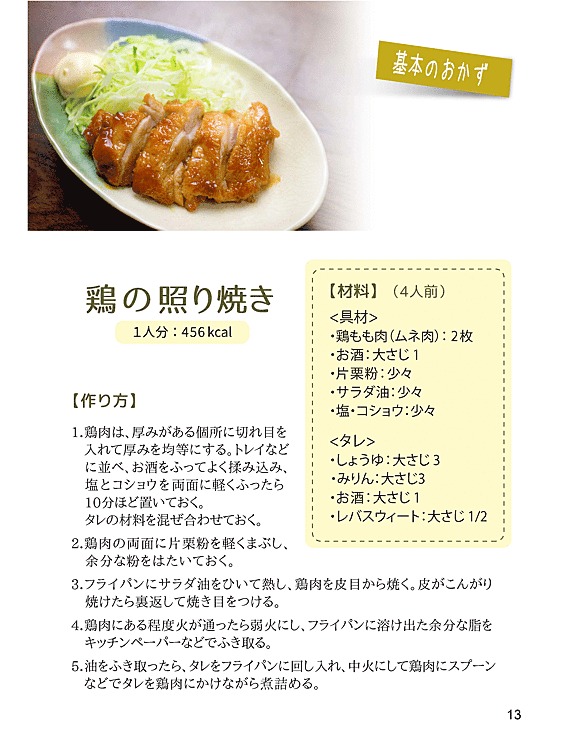 基本のおかず
鶏の照り焼き
1人分：456kcal
【材料】（4人前）
<具材>
・鶏もも肉（ムネ肉）：2枚
・お酒：大さじ1
・片栗粉：少々
・サラダ油：少々
・塩・コショウ：少々
<タレ>
・しょうゆ：大さじ3
・みりん：大さじ3
・お酒：大さじ1
・レバスウィート：大さじ1/2
【作り方】
1.鶏肉は、厚みがある個所に切れ目を
入れて厚みを均等にする。トレイなど
に並べ、お酒をふってよく揉み込み、
塩とコショウを両面に軽くふったら
10分ほど置いておく。
タレの材料を混ぜ合わせておく。
2.鶏肉の両面に片栗粉を軽くまぶし、
余分な粉をはたいておく。
3.フライパンにサラダ油をひいて熱し、鶏肉を皮目から焼く。皮がこんがり
焼けたら裏返して焼き目をつける。
4.鶏肉にある程度火が通ったら弱火にし、フライパンに溶け出た余分な脂を
キッチンペーパーなどでふき取る。
5.油をふき取ったら、タレをフライパンに回し入れ、中火にして鶏肉にスプーン
などでタレを鶏肉にかけながら煮詰める。
13